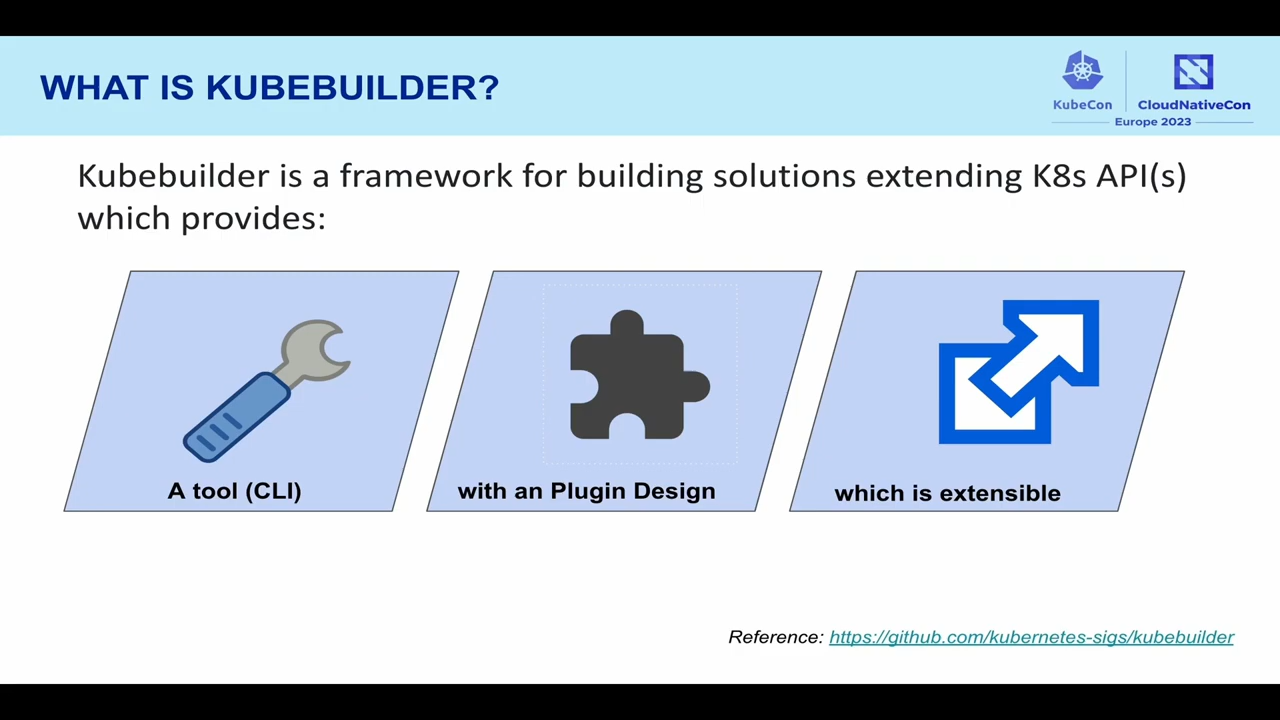 WHAT IS KUBEBUILDER?
KubeCon
CloudNativeCon
Europe 2023
Kubebuilder is a framework for building solutions extending K8s API(s)
which provides:
A tool (CLI)
with an Plugin Design
which is extensible
Reference: https://github.com/kubernetes-sigs/kubebuilder